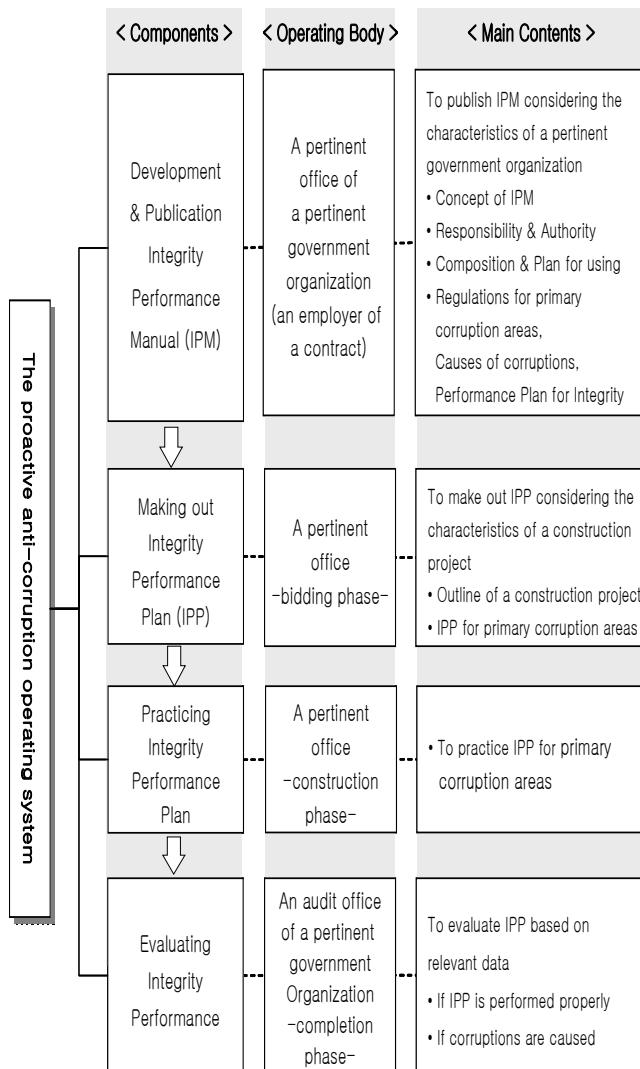 < Components >
< Operating Body >
< Main Contents >
The proactive anti-corruption operating system
Development
& Publication
Integrity
Performance
Manual (IPM)
A pertinent
office of
a pertinent
government
organization
(an employer of
a contract)
To publish IPM considering the
characteristics of a pertinent
government organization
• Concept of IPM
• Responsibility & Authority
• Composition & Plan for using
• Regulations for primary
corruption areas,
Causes of corruptions,
Performance Plan for Integrity
Making out
Integrity
Performance
Plan (IPP)
A pertinent
office
-bidding phase-
To make out IPP considering the
characteristics of a construction
project
• Outline of a construction project
• IPP for primary corruption areas
Practicing
Integrity
Performance
Plan
A pertinent
office
-construction
phase-
• To practice IPP for primary
corruption areas
Evaluating
Integrity
Performance
An audit office
of a pertinent
government
Organization
-completion
phase-
To evaluate IPP based on
relevant data
• If IPP is performed properly
• If corruptions are caused